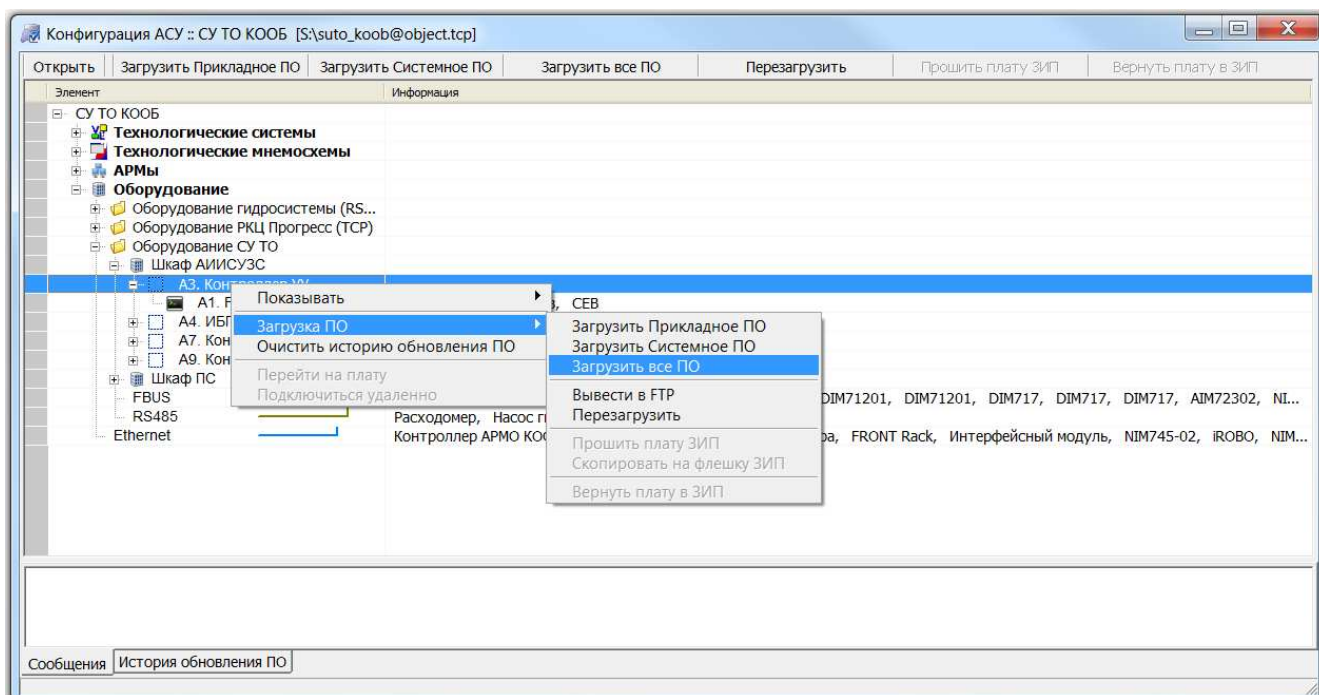 Конфигурация АСУ :: СУ ТО КООБ [S:\suto_koob@object.tcp]
Открыть Загрузить Прикладное ПО Загрузить Системное ПО Загрузить все ПО Перезагрузить Прошить плату ЗИП Вернуть плату в ЗИП
Элемент Информация
СУ ТО КООБ
Технологические системы
Технологические мнемосхемы
АРМы
Оборудование
Оборудование гидросистемы (RS...
Оборудование РКЦ Прогресс (TCP)
Оборудование СУ ТО
Шкаф АИИСУЗС
А3.
А1. СЕВ
А4. ИБП
А7. Кон
А9. Кон
Шкаф ПС
FBUS DIM71201, DIM71201, DIM717, DIM717, DIM717, AIM72302, NI...
RS485 Расходомер, Насос
Ethernet Контроллер АРМО FRONT Rack, Интерфейсный модуль, NIM745-02, iROBO, NIM...
Показывать
Загрузка ПО
Очистить историю обновления ПО
Перейти на плату
Подключиться удаленно
Загрузить Прикладное ПО
Загрузить Системное ПО
Загрузить все ПО
Вывести в FTP
Перезагрузить
Прошить плату ЗИП
Скопировать на флешку ЗИП
Вернуть плату в ЗИП
Сообщения История обновления ПО